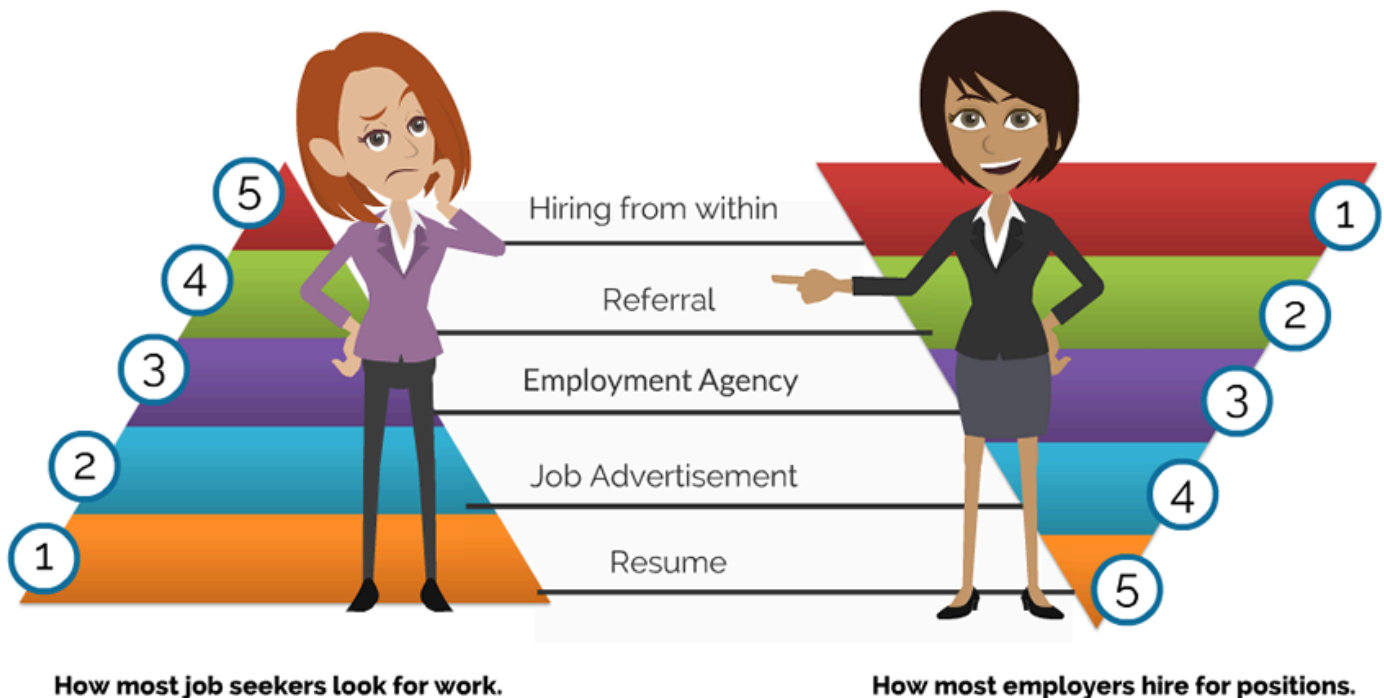 5
Hiring from within
1
4
Referral
2
3
Employment Agency
3
2
Job Advertisement
4
1
Resume
5
How most job seekers look for work.
How most employers hire for positions.